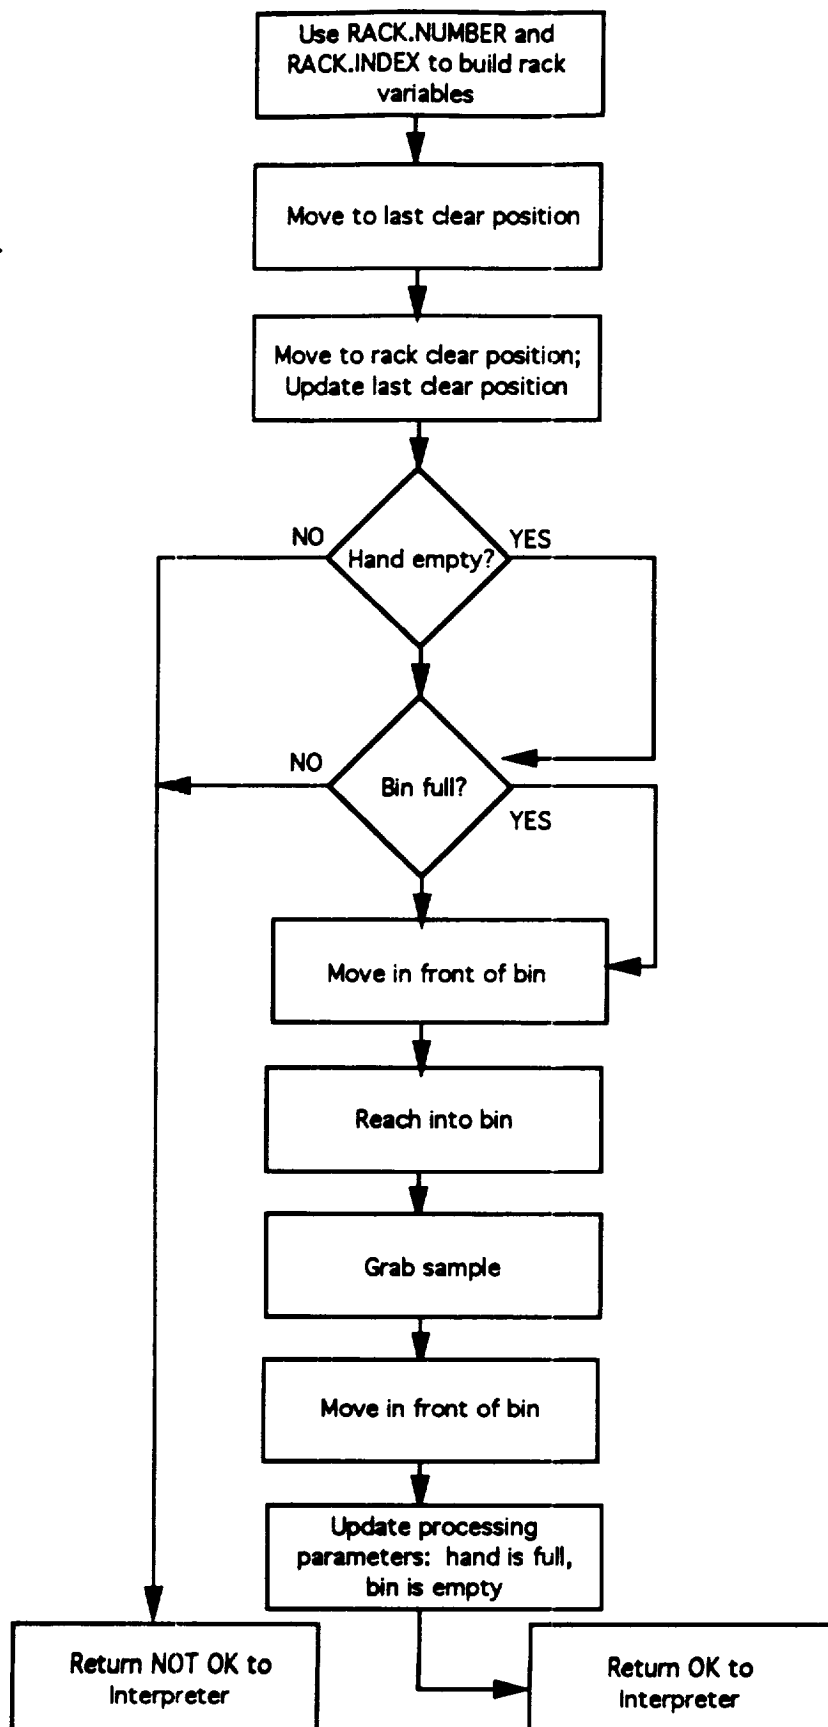 Use RACK.NUMBER and
RACK.INDEX to build rack
variables
Move to last clear position
Move to rack clear position;
Update last clear position
NO
YES
Hand empty?
NO
Bin full?
YES
Move in front of bin
Reach into bin
Grab sample
Move in front of bin
Update processing
parameters: hand is full,
bin is empty
Return NOT OK to
Interpreter
Return OK to
Interpreter